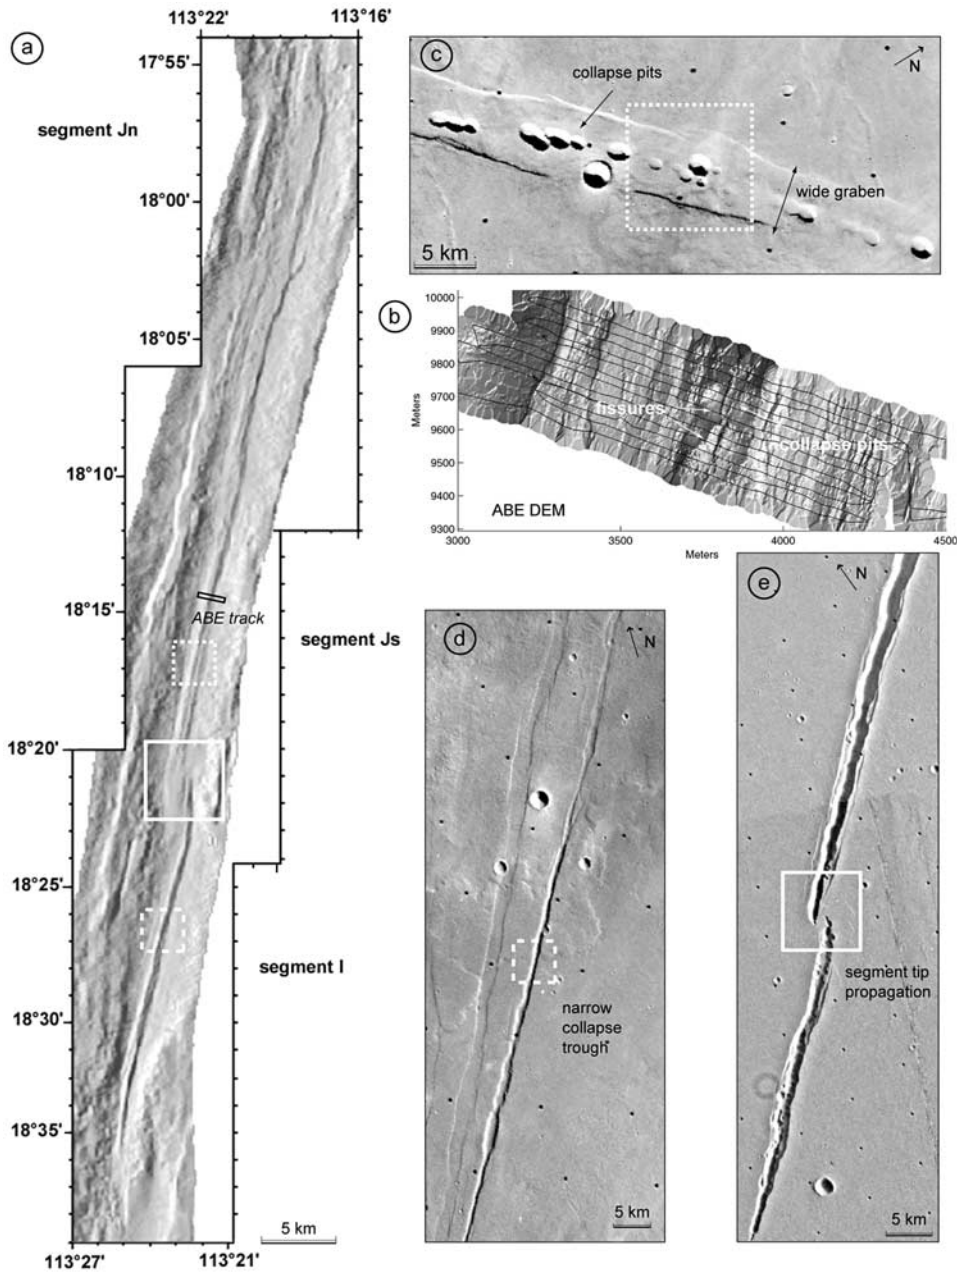 113°22'
113°16'
a
17°55'
segment Jn
18°00'
18°05'
18°10'
18°15'
ABE track
segment Js
18°20'
18°25'
segment I
18°30'
18°35'
5 km
113°27'
113°21'
c
collapse pits
N
wide graben
5 km
b
10000
9900
9800
9700
9600
9500
9400
9300
Meters
fissures
collapse pits
ABE DEM
3000
3500
4000
4500
Meters
d
N
narrow
collapse
trough
5 km
e
N
segment tip
propagation
5 km